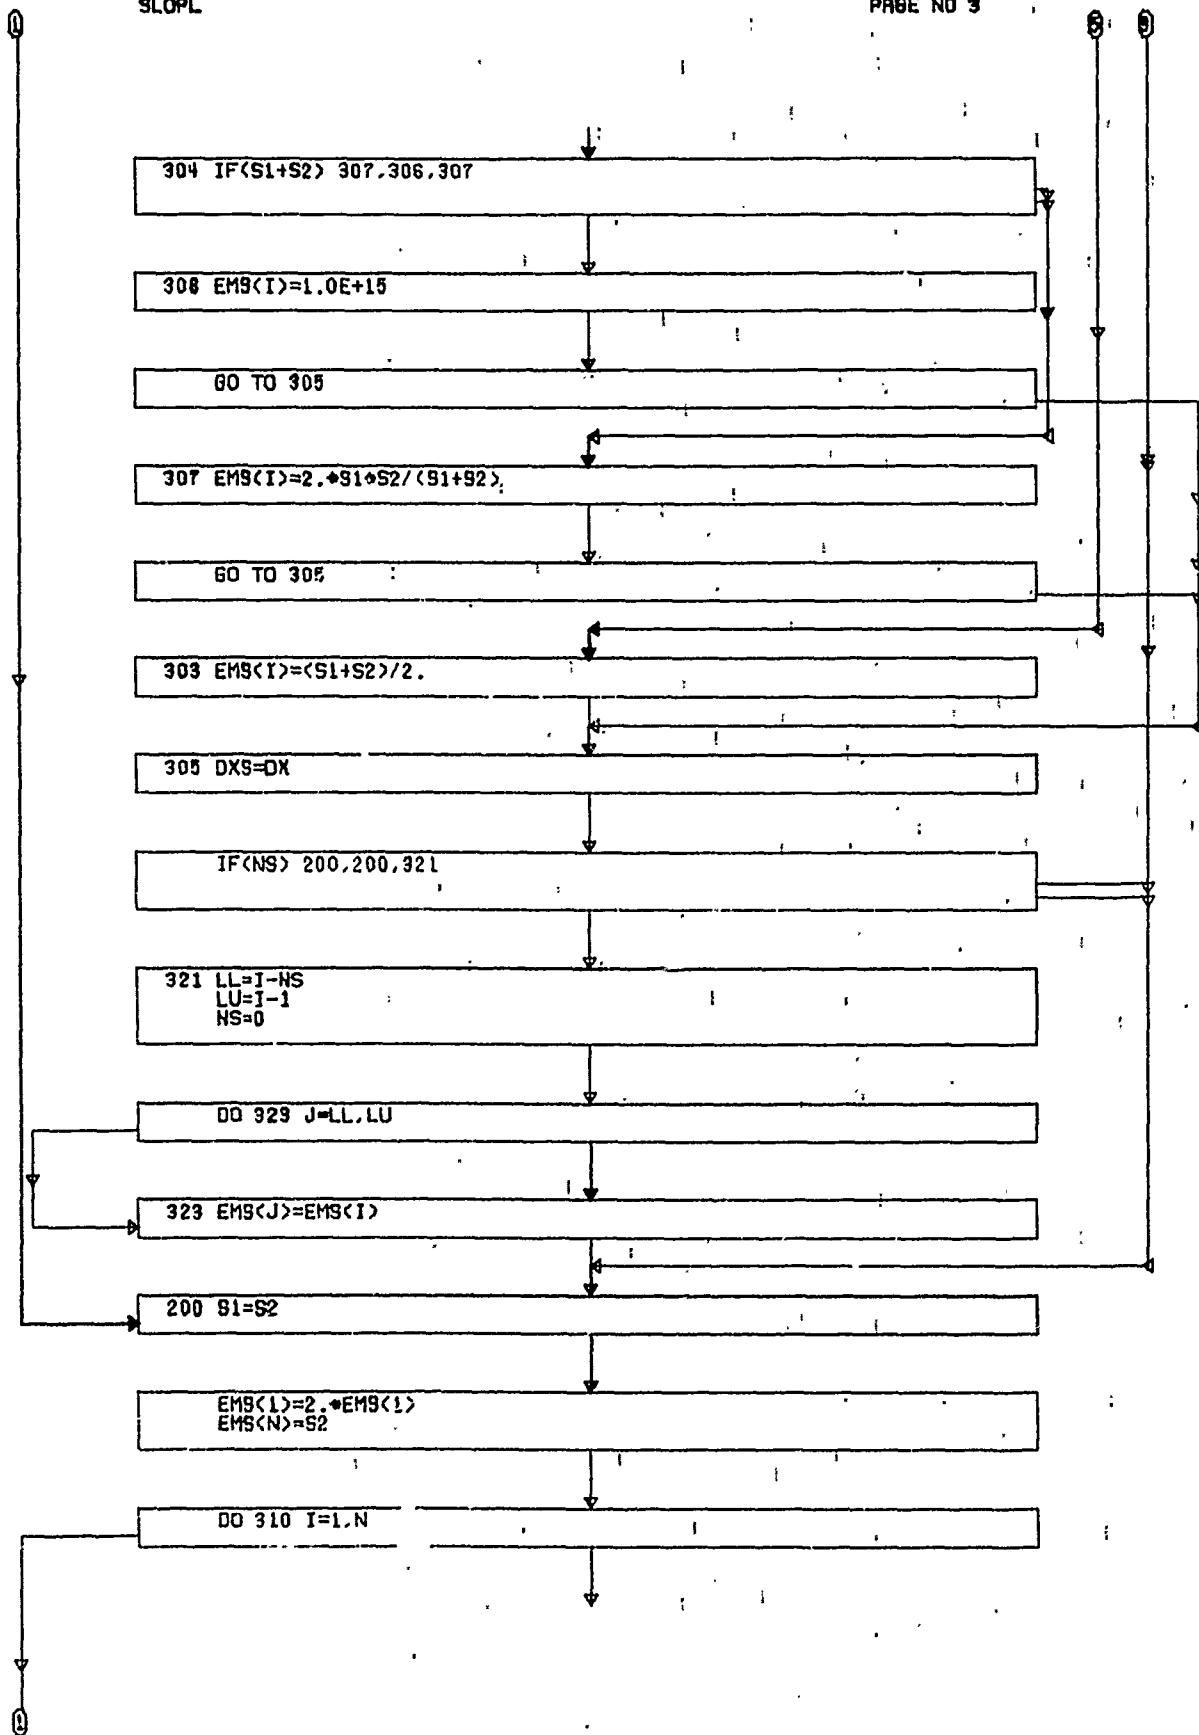 SLOPL
PAGE NO 3
304 IF(S1+S2) 307,306,307
306 EMS(I)=1.0E+15
GO TO 305
307 EMS(I)=2.*S1*S2/(S1+S2)
GO TO 305
303 EMS(I)=(S1+S2)/2.
305 DXS=DX
IF(NS) 200,200,321
321 LL=I-NS
LU=I-1
NS=0
DO 323 J=LL,LU
323 EMS(J)=EMS(I)
200 S1=S2
EMS(1)=2.*EMS(1)
EMS(N)=S2
DO 310 I=1,N